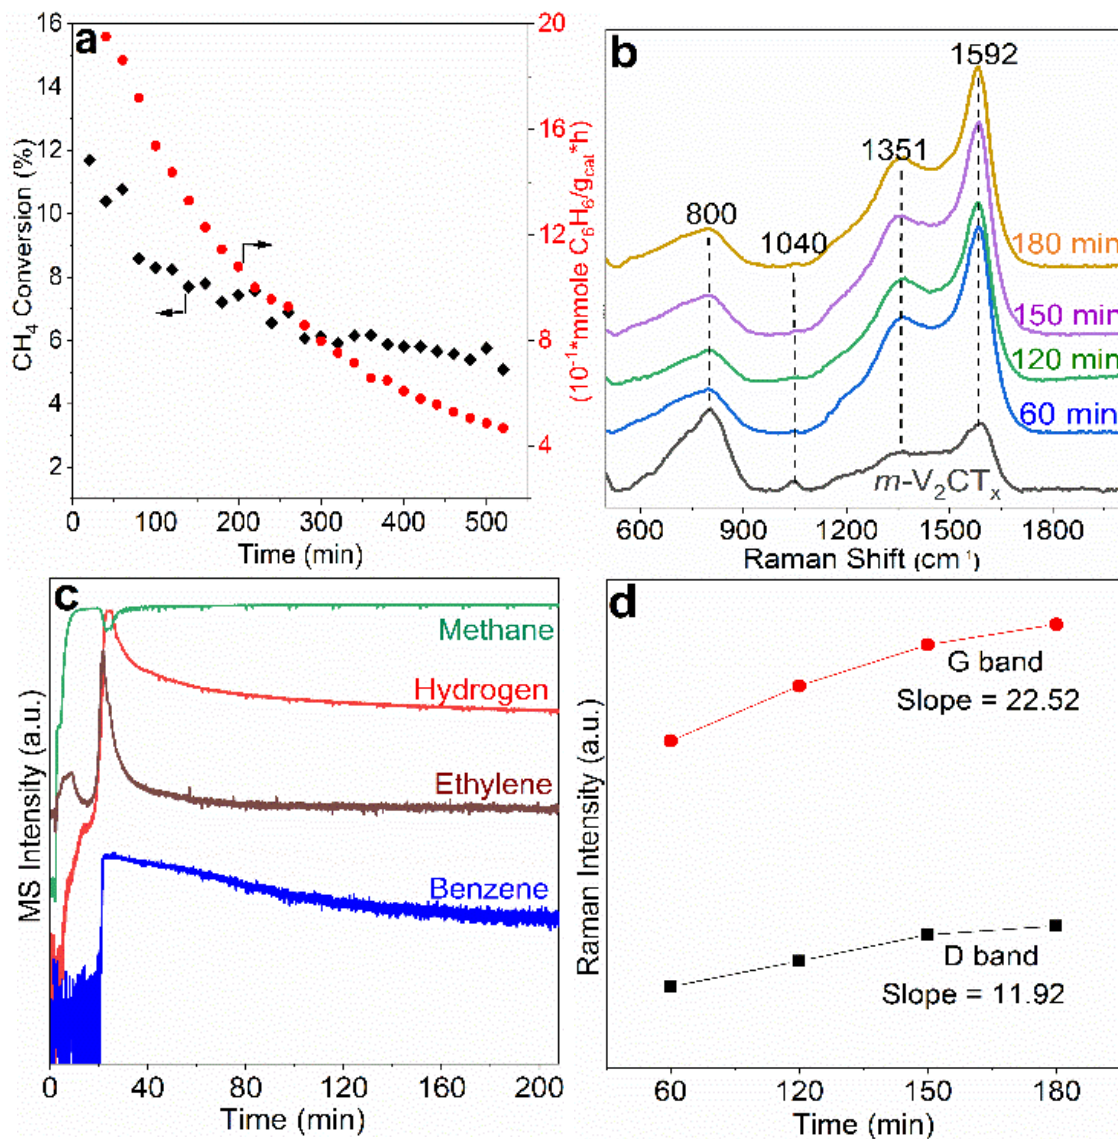 a
16
14
12
10
8
6
4
2
CH₄ Conversion (%)
20
16
12
8
4
(10⁻¹*mmole C₆H₆/g_cat*h)
0
100
200
300
400
500
Time (min)
b
1592
1351
800
1040
180 min
150 min
120 min
60 min
m-V₂CTₓ
600
900
1200
1500
1800
Raman Shift (cm⁻¹)
c
Methane
Hydrogen
Ethylene
Benzene
MS Intensity (a.u.)
0
40
80
120
160
200
Time (min)
d
G band
Slope = 22.52
D band
Slope = 11.92
Raman Intensity (a.u.)
60
120
150
180
Time (min)